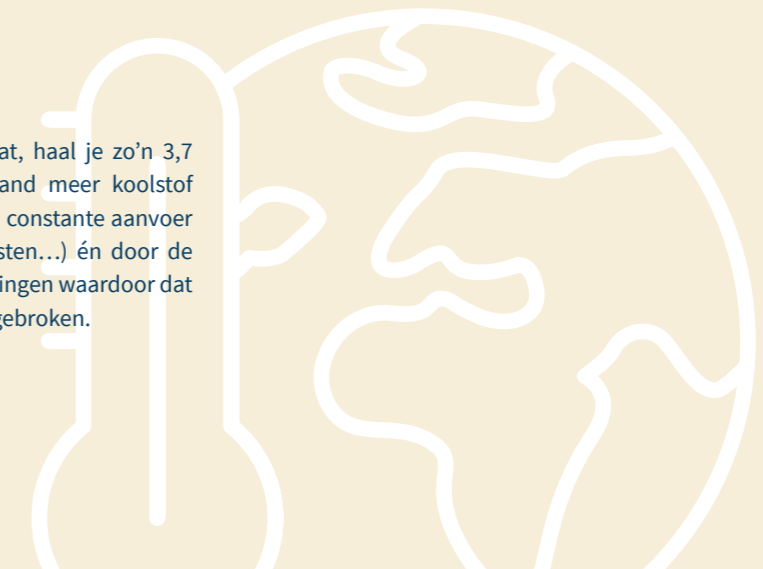 at, haal je zo’n 3,7
and meer koolstof
constante aanvoer
sten…) én door de
ingen waardoor dat
gebroken.